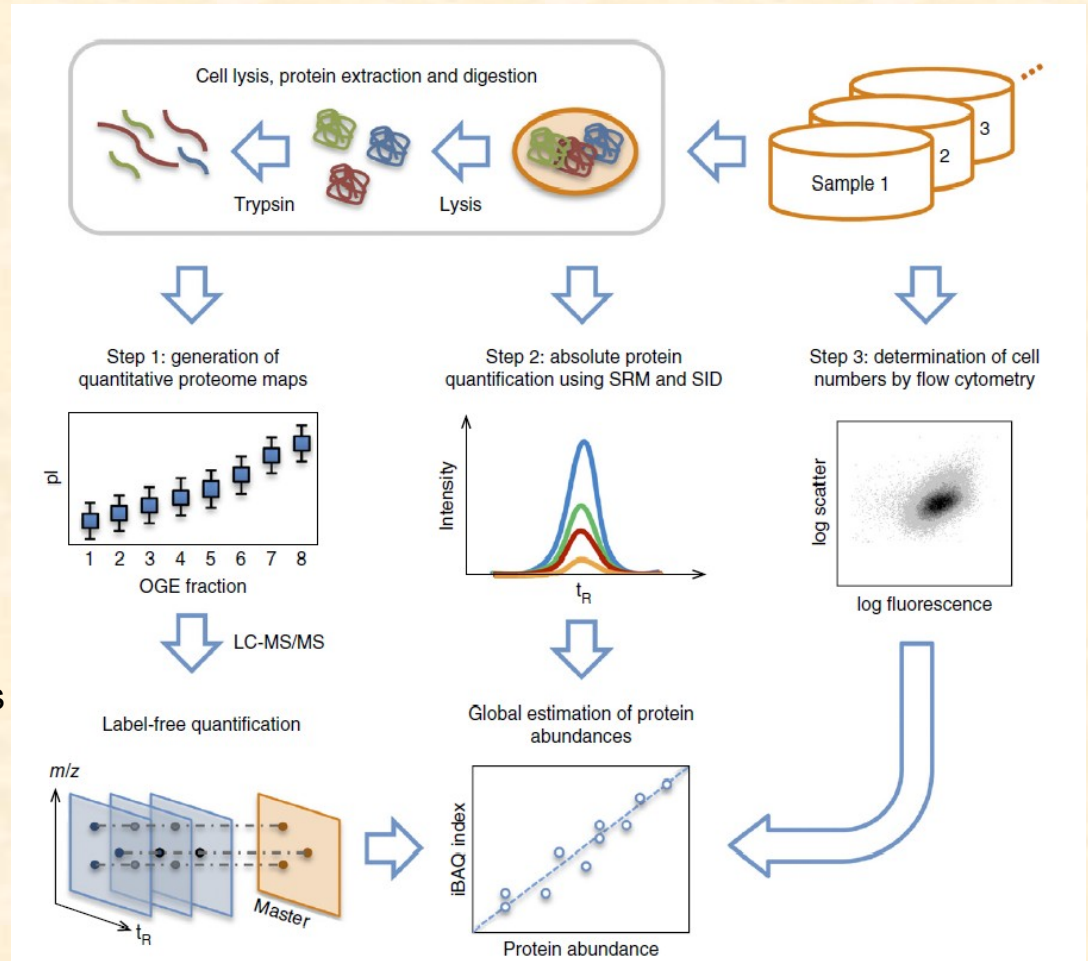 Cell lysis, protein extraction and digestion
Trypsin
Lysis
Sample 1
2
3
Step 1: generation of
quantitative proteome maps
pI
1 2 3 4 5 6 7 8
OGE fraction
LC-MS/MS
Step 2: absolute protein
quantification using SRM and SID
Intensity
tR
Step 3: determination of cell
numbers by flow cytometry
log scatter
log fluorescence
s
Label-free quantification
m/z
Master
tR
Global estimation of protein
abundances
iBAQ index
Protein abundance